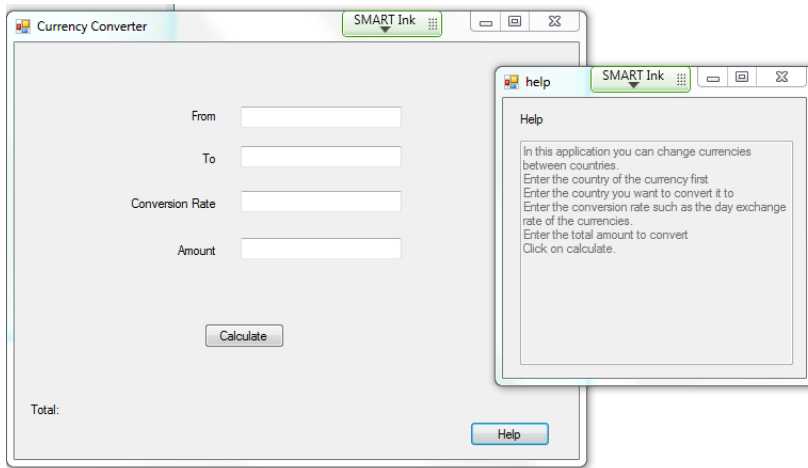 Currency Converter
SMART Ink
From
To
Conversion Rate
Amount
Calculate
Total:
Help
help
SMART Ink
Help
In this application you can change currencies
between countries.
Enter the country of the currency first
Enter the country you want to convert it to
Enter the conversion rate such as the day exchange
rate of the currencies.
Enter the total amount to convert
Click on calculate.